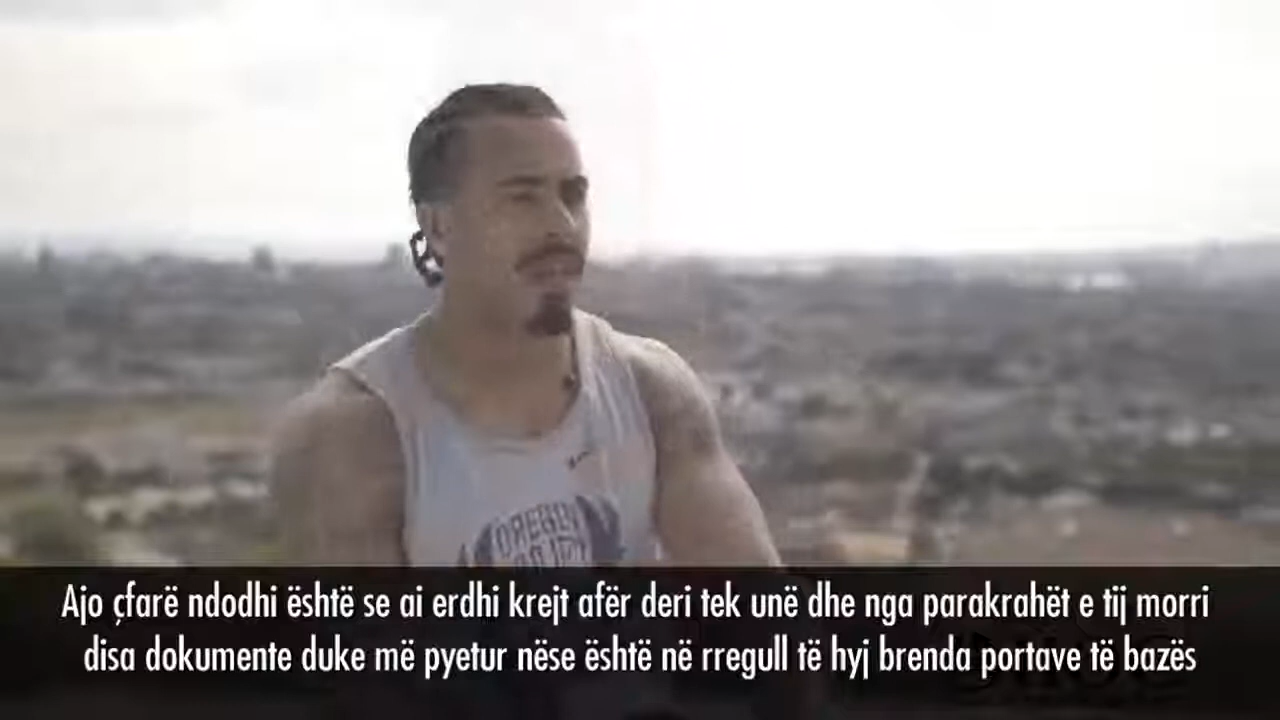 OREGON
Ajo çfarë ndodhi është se ai erdhi krejt afër deri tek unë dhe nga parakrahët e tij morri
disa dokumente duke më pyetur nëse është në rregull të hyj brenda portave të bazës